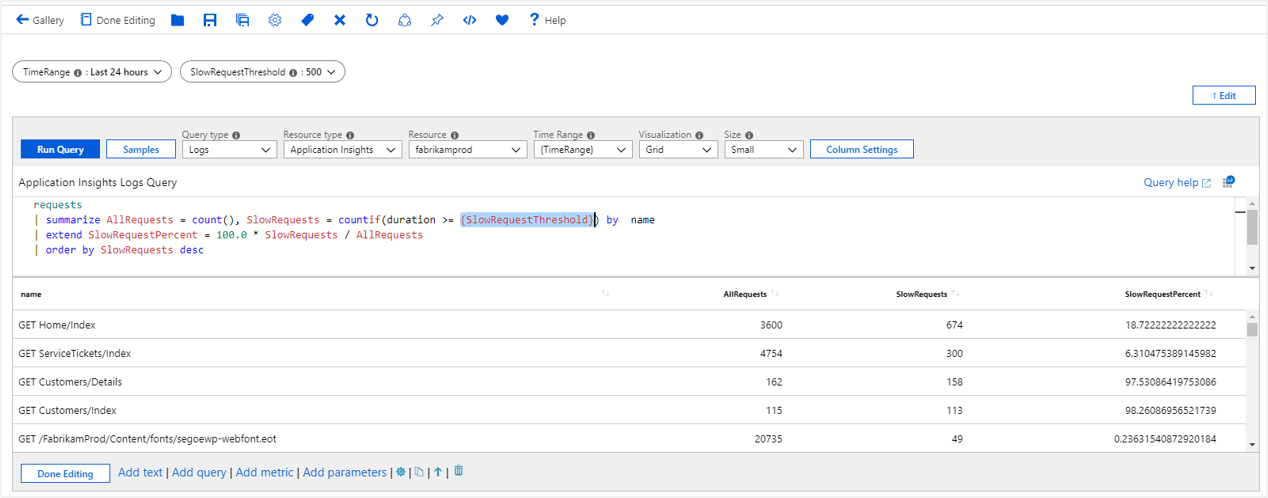 Gallery Done Editing Help
TimeRange : Last 24 hours SlowRequestThreshold : 500
↑ Edit
Query type Resource type Resource Time Range Visualization Size
Run Query Samples Logs Application Insights fabrikamprod {TimeRange} Grid Small Column Settings
Application Insights Logs Query Query help
requests
| summarize AllRequests = count(), SlowRequests = countif(duration >= {SlowRequestThreshold}) by name
| extend SlowRequestPercent = 100.0 * SlowRequests / AllRequests
| order by SlowRequests desc
name AllRequests SlowRequests SlowRequestPercent
GET Home/Index 3600 674 18.72222222222222
GET ServiceTickets/Index 4754 300 6.310475389145982
GET Customers/Details 162 158 97.53086419753086
GET Customers/Index 115 113 98.26086956521739
GET /FabrikamProd/Content/fonts/segoewp-webfont.eot 20735 49 0.23631540872920184
Done Editing Add text | Add query | Add metric | Add parameters | | | |